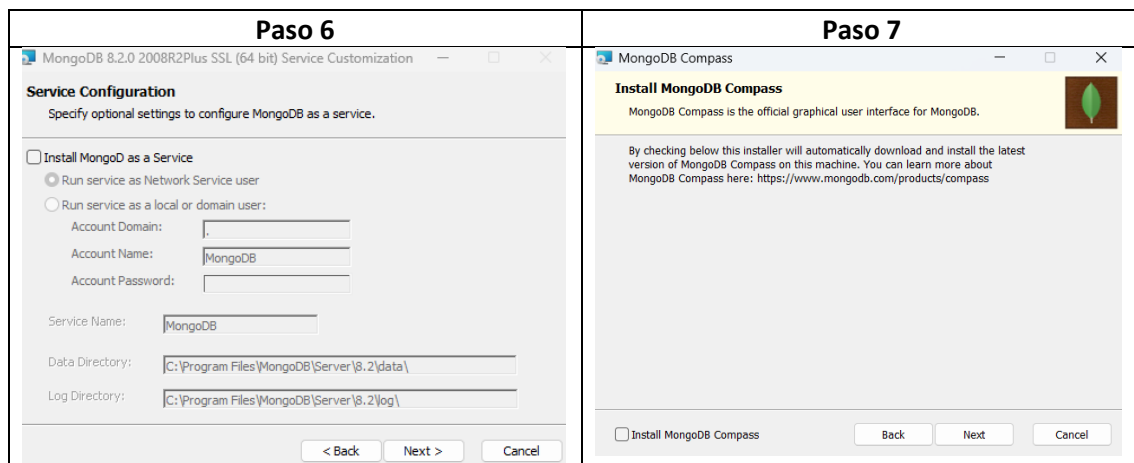 Paso 6
Paso 7
MongoDB 8.2.0 2008R2Plus SSL (64 bit) Service Customization
Service Configuration
Specify optional settings to configure MongoDB as a service.
Install MongoD as a Service
Run service as Network Service user
Run service as a local or domain user:
Account Domain:
.
Account Name:
MongoDB
Account Password:
Service Name:
MongoDB
Data Directory:
C:\Program Files\MongoDB\Server\8.2\data\
Log Directory:
C:\Program Files\MongoDB\Server\8.2\log\
< Back
Next >
Cancel
MongoDB Compass
Install MongoDB Compass
MongoDB Compass is the official graphical user interface for MongoDB.
By checking below this installer will automatically download and install the latest
version of MongoDB Compass on this machine. You can learn more about
MongoDB Compass here: https://www.mongodb.com/products/compass
Install MongoDB Compass
Back
Next
Cancel